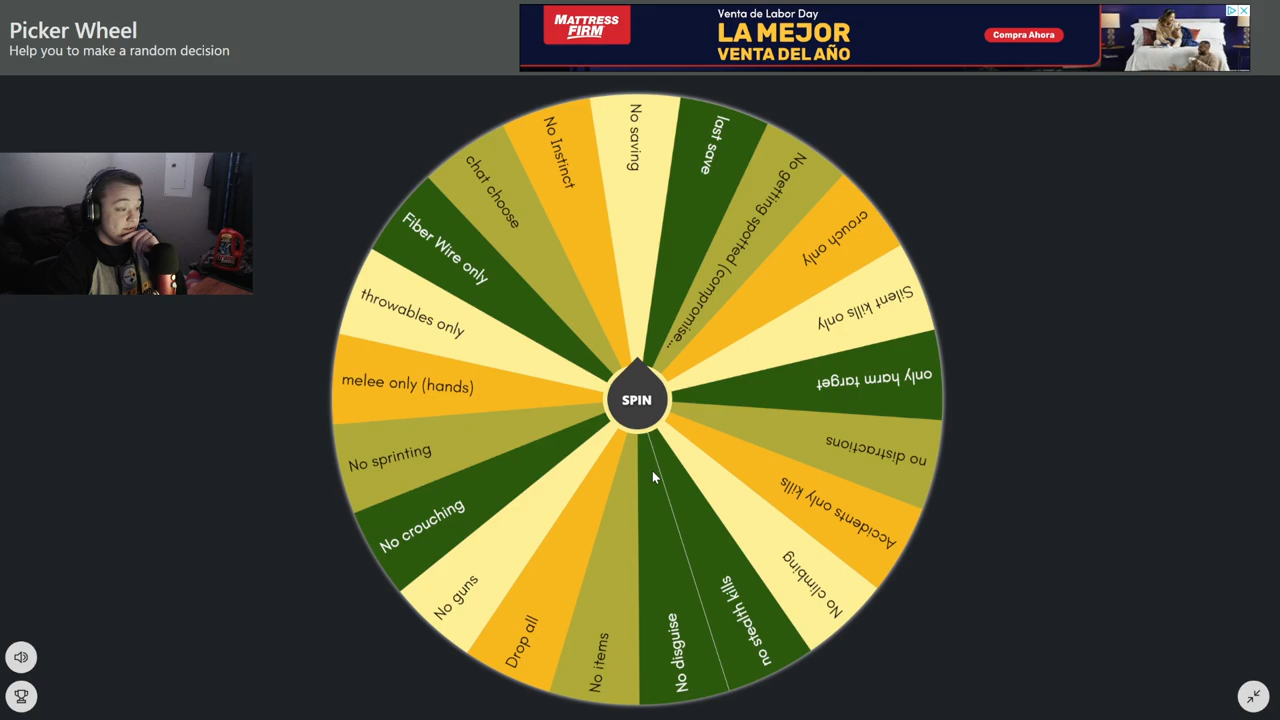 Picker Wheel
Help you to make a random decision
MATTRESS
FIRM
Venta de Labor Day
LA MEJOR
VENTA DEL AÑO
Compra Ahora
No saving
last save
No getting spotted (compromise...
crouch only
Silent kills only
only harm target
no distractions
Accidents only kills
No climbing
no stealth kills
No disguise
No items
Drop all
No guns
No crouching
No sprinting
melee only (hands)
throwables only
Fiber Wire only
chat choose
No Instinct
SPIN